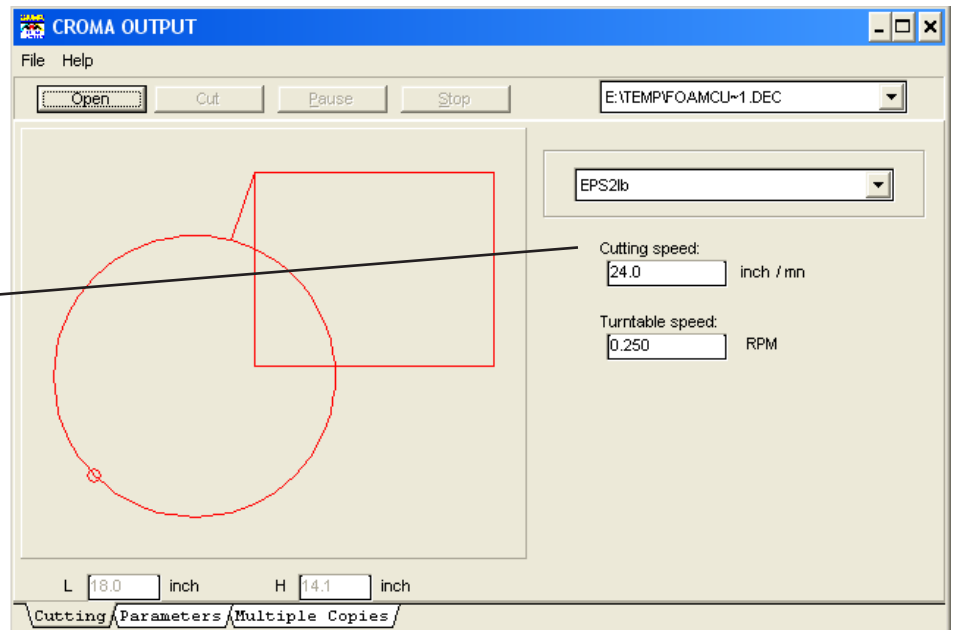 CROMA OUTPUT
File Help
Open Cut Pause Stop E:\TEMP\FOAMCU~1.DEC
EPS2lb
Cutting speed:
24.0 inch / mn
Turntable speed:
0.250 RPM
L 18.0 inch H 14.1 inch
Cutting Parameters Multiple Copies